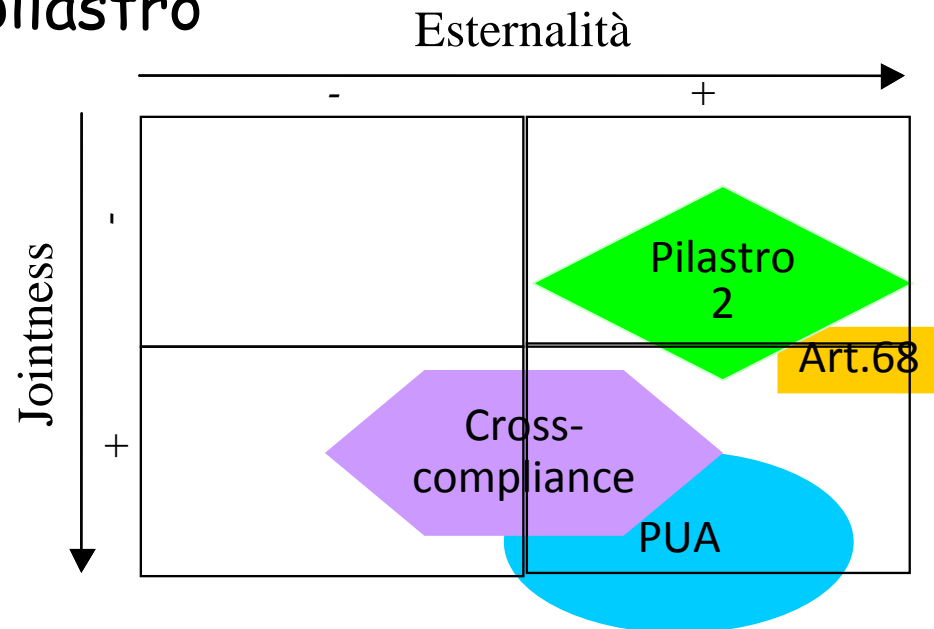 pilastro
Esternalità
- +
-
Pilastro
2
Art.68
Jointness
Cross-
compliance
+
PUA